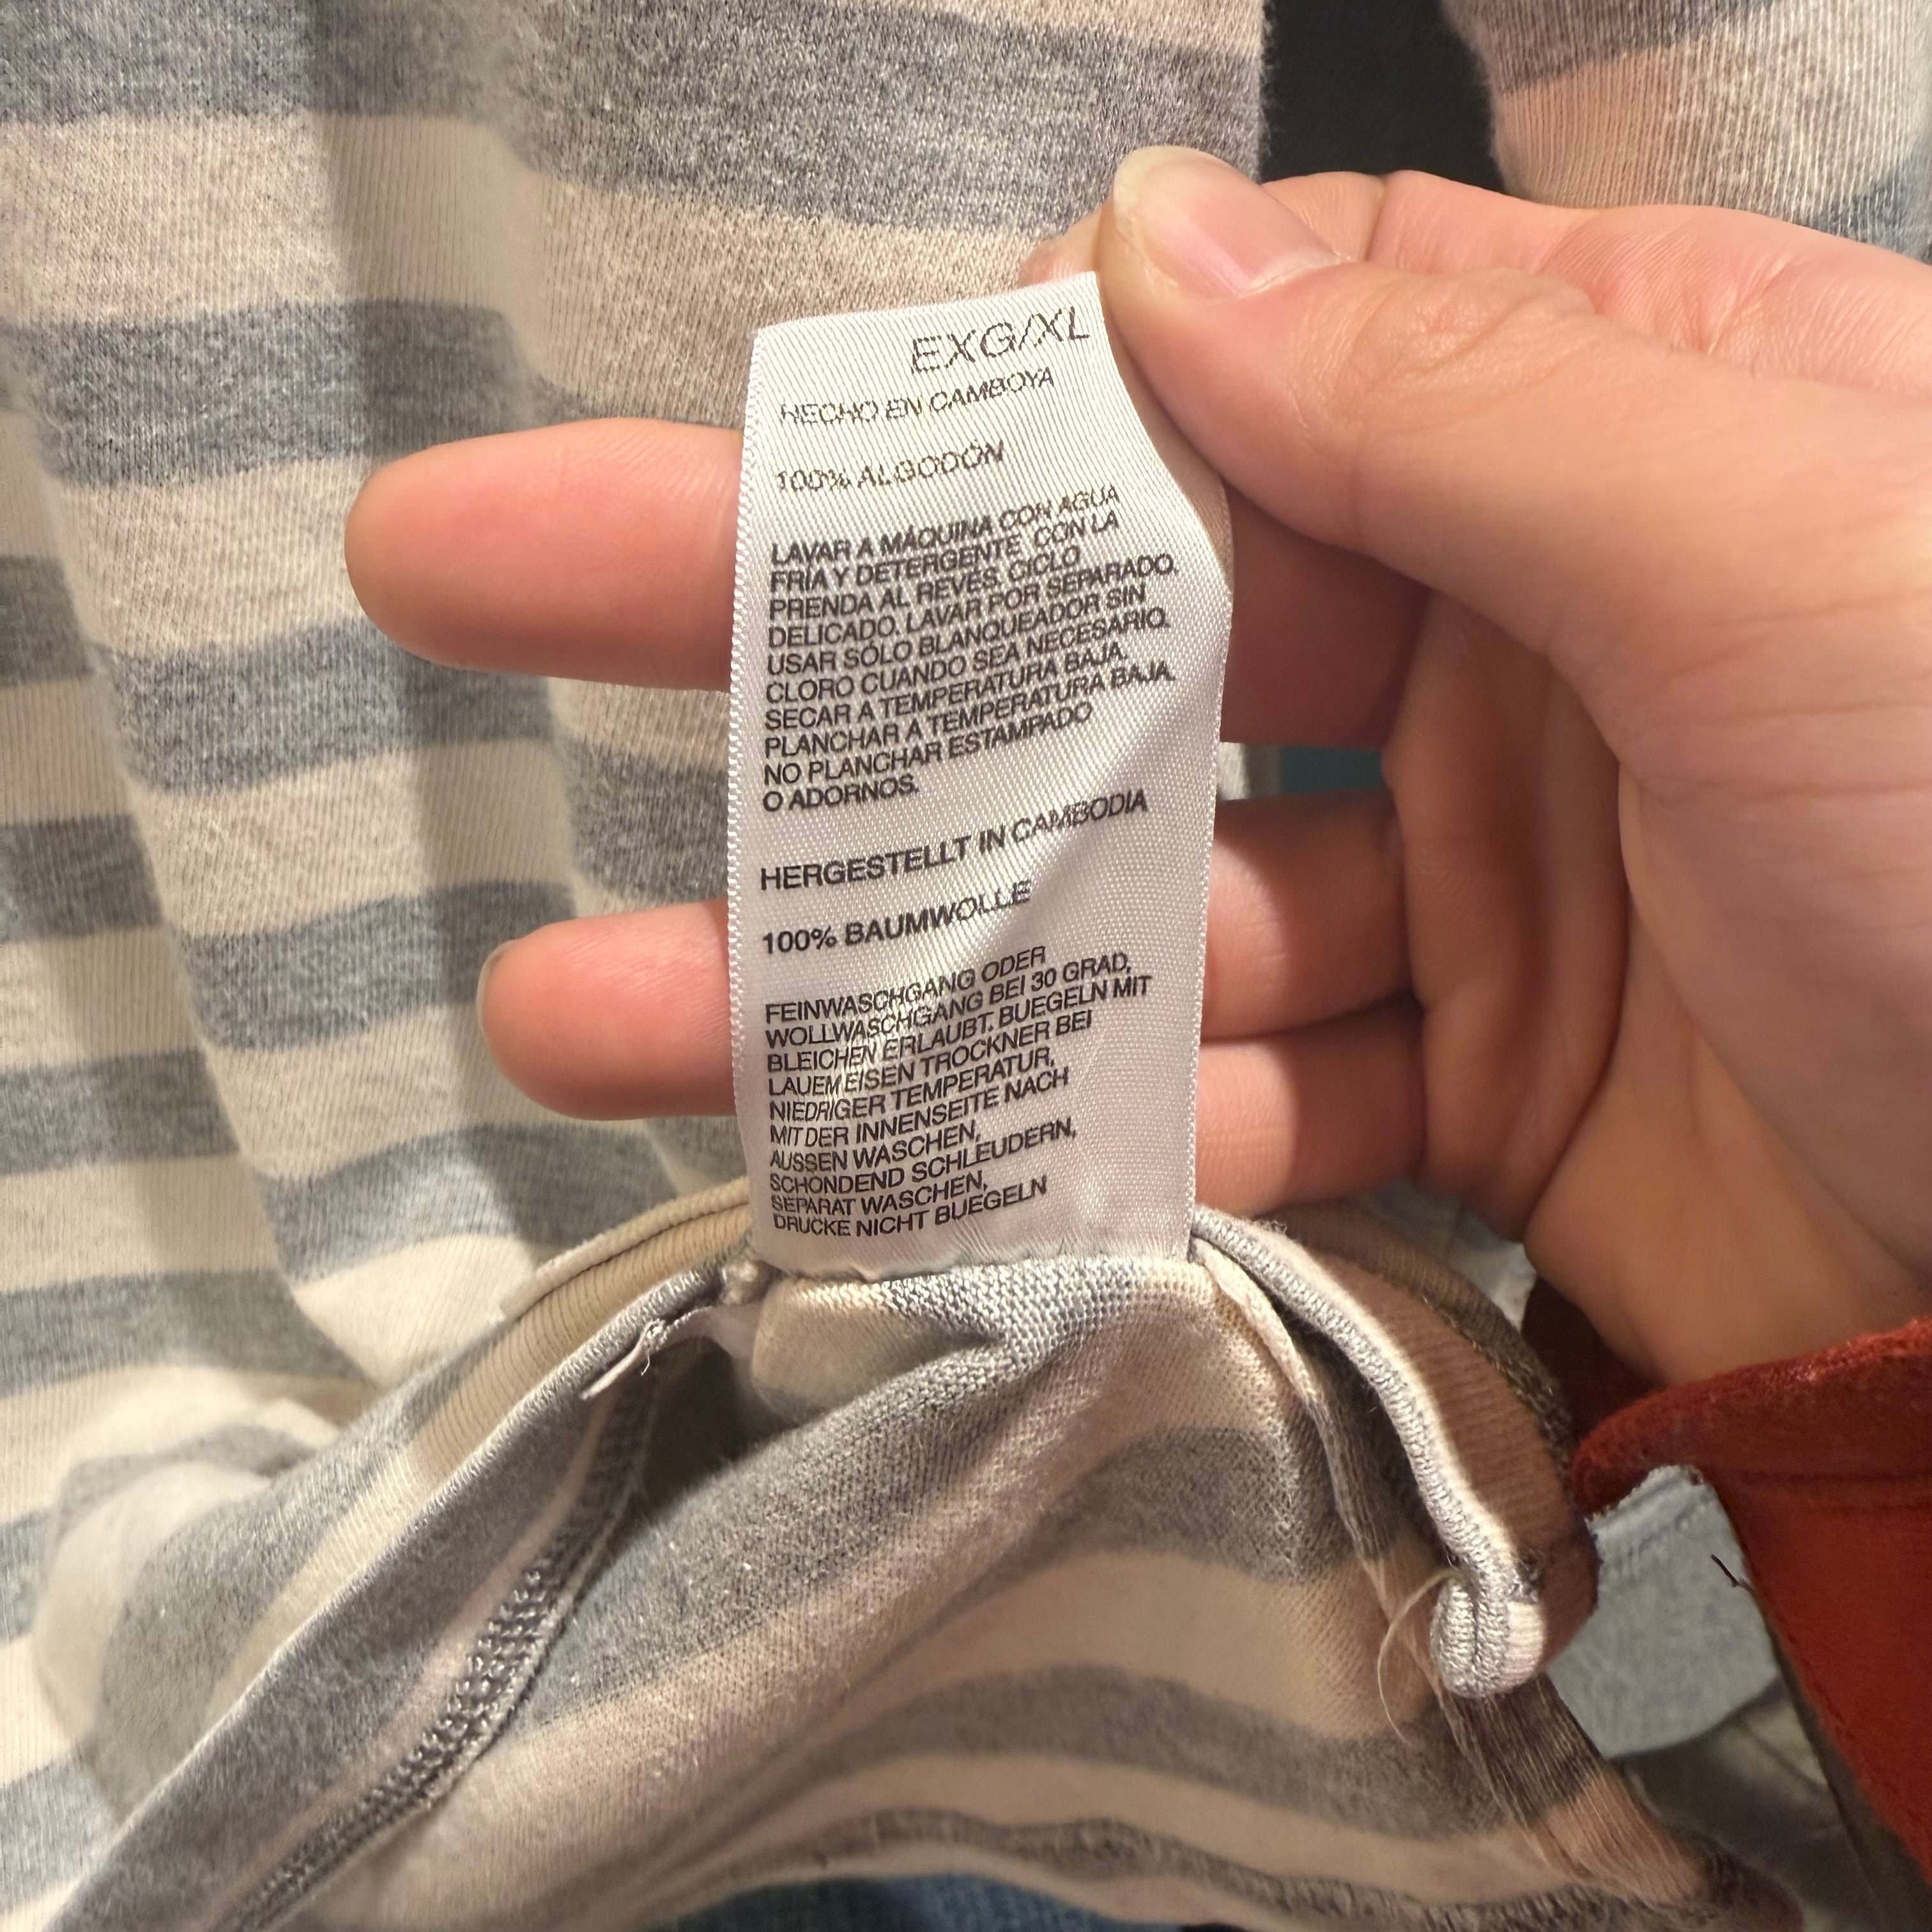 EXG/XL
HECHO EN CAMBOYA
100% ALGODÓN
LAVAR A MÁQUINA CON AGUA
FRÍA Y DETERGENTE CON LA
PRENDA AL REVÉS. CICLO
DELICADO. LAVAR POR SEPARADO.
USAR SÓLO BLANQUEADOR SIN
CLORO CUANDO SEA NECESARIO.
SECAR A TEMPERATURA BAJA.
PLANCHAR A TEMPERATURA BAJA.
NO PLANCHAR ESTAMPADO
O ADORNOS.
HERGESTELLT IN CAMBODIA
100% BAUMWOLLE
FEINWASCHGANG ODER
WOLLWASCHGANG BEI 30 GRAD,
BLEICHEN ERLAUBT. BUEGELN MIT
LAUEM EISEN TROCKNER BEI
NIEDRIGER TEMPERATUR,
MIT DER INNENSEITE NACH
AUSSEN WASCHEN,
SCHONDEND SCHLEUDERN,
SEPARAT WASCHEN,
DRUCKE NICHT BUEGELN